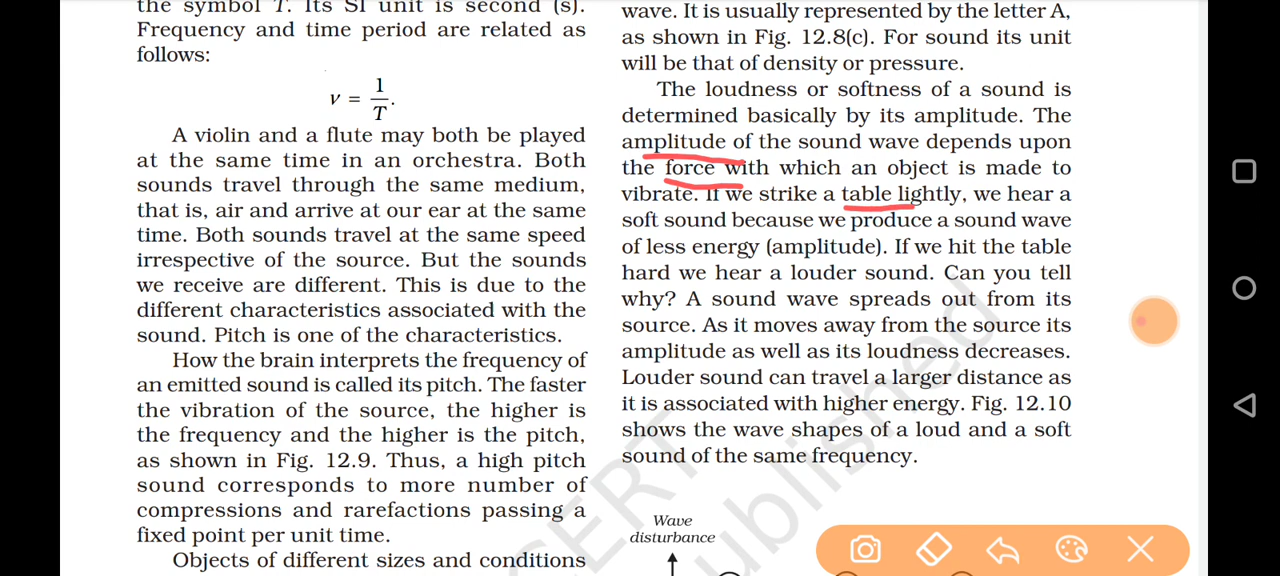 the symbol T. Its SI unit is second (s).
Frequency and time period are related as
follows:
ν = 1/T.
A violin and a flute may both be played
at the same time in an orchestra. Both
sounds travel through the same medium,
that is, air and arrive at our ear at the same
time. Both sounds travel at the same speed
irrespective of the source. But the sounds
we receive are different. This is due to the
different characteristics associated with the
sound. Pitch is one of the characteristics.
How the brain interprets the frequency of
an emitted sound is called its pitch. The faster
the vibration of the source, the higher is
the frequency and the higher is the pitch,
as shown in Fig. 12.9. Thus, a high pitch
sound corresponds to more number of
compressions and rarefactions passing a
fixed point per unit time.
Objects of different sizes and conditions
wave. It is usually represented by the letter A,
as shown in Fig. 12.8(c). For sound its unit
will be that of density or pressure.
The loudness or softness of a sound is
determined basically by its amplitude. The
amplitude of the sound wave depends upon
the force with which an object is made to
vibrate. If we strike a table lightly, we hear a
soft sound because we produce a sound wave
of less energy (amplitude). If we hit the table
hard we hear a louder sound. Can you tell
why? A sound wave spreads out from its
source. As it moves away from the source its
amplitude as well as its loudness decreases.
Louder sound can travel a larger distance as
it is associated with higher energy. Fig. 12.10
shows the wave shapes of a loud and a soft
sound of the same frequency.
Wave
disturbance
CERT
ublished